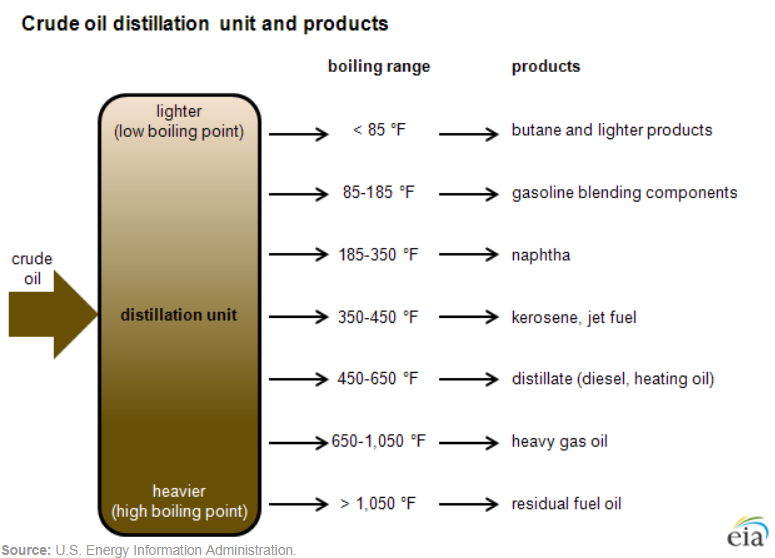 Crude oil distillation unit and products
boiling range
products
lighter
(low boiling point)
< 85 °F
butane and lighter products
85-185 °F
gasoline blending components
crude
oil
185-350 °F
naphtha
distillation unit
350-450 °F
kerosene, jet fuel
450-650 °F
distillate (diesel, heating oil)
650-1,050 °F
heavy gas oil
heavier
(high boiling point)
> 1,050 °F
residual fuel oil
eia
Source: U.S. Energy Information Administration.